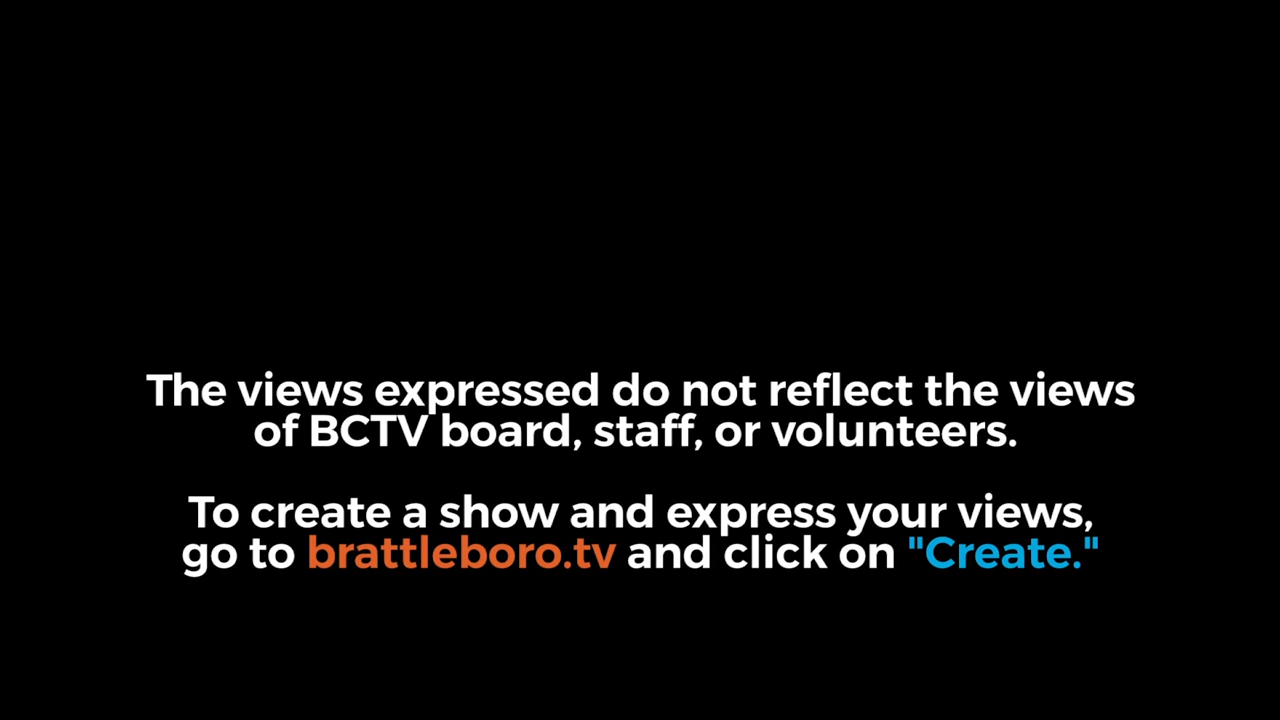 The views expressed do not reflect the views
of BCTV board, staff, or volunteers.
To create a show and express your views,
go to brattleboro.tv and click on "Create."